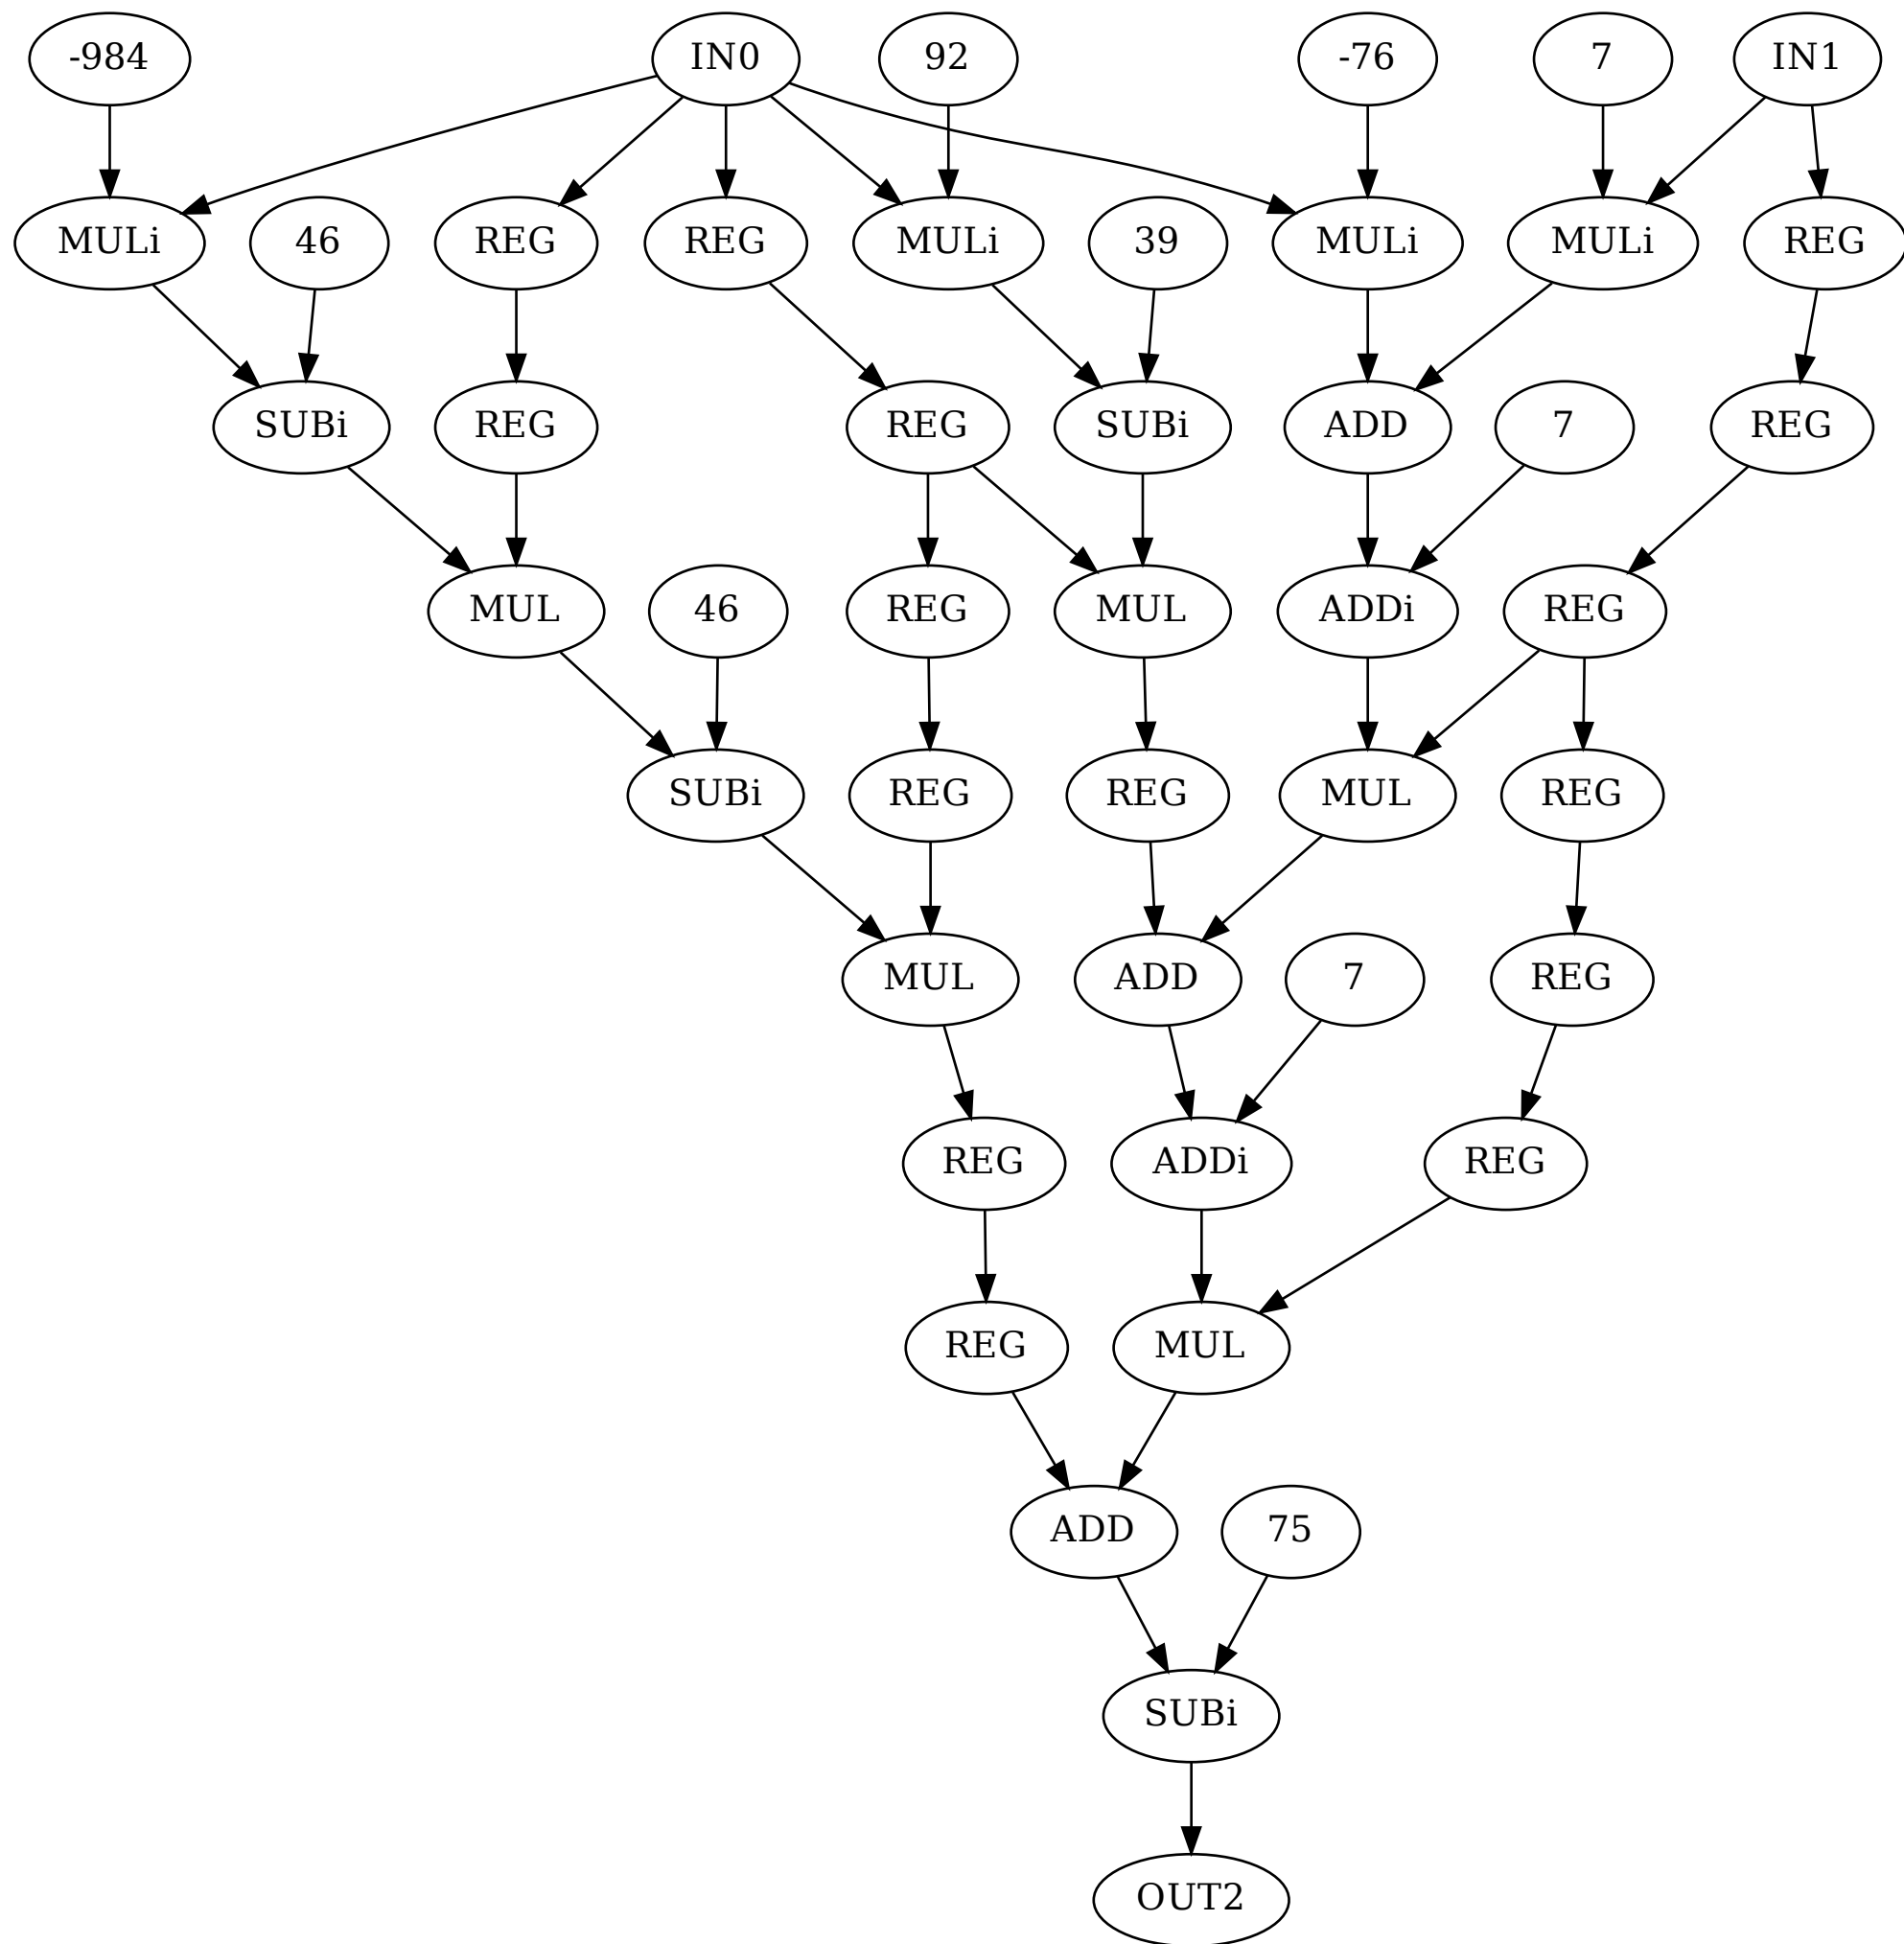 -984 IN0 92 -76 7 IN1
MULi 46 REG REG MULi 39 MULi MULi REG
SUBi REG REG SUBi ADD 7 REG
MUL 46 REG MUL ADDi REG
SUBi REG REG MUL REG
MUL ADD 7 REG
REG ADDi REG
REG MUL
ADD 75
SUBi
OUT2